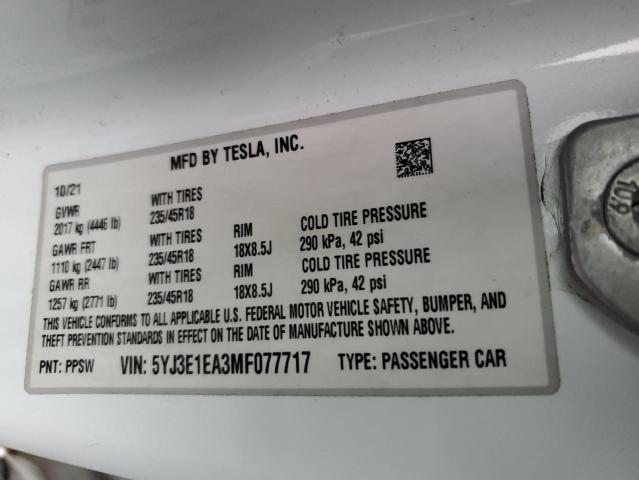 MFD BY TESLA, INC.
10/21
GVWR WITH TIRES
2017 kg (4446 lb) 235/45R18
GAWR FRT WITH TIRES RIM COLD TIRE PRESSURE
1110 kg (2447 lb) 235/45R18 18X8.5J 290 kPa, 42 psi
GAWR RR WITH TIRES RIM COLD TIRE PRESSURE
1257 kg (2771 lb) 235/45R18 18X8.5J 290 kPa, 42 psi
THIS VEHICLE CONFORMS TO ALL APPLICABLE U.S. FEDERAL MOTOR VEHICLE SAFETY, BUMPER, AND
THEFT PREVENTION STANDARDS IN EFFECT ON THE DATE OF MANUFACTURE SHOWN ABOVE.
PNT: PPSW VIN: 5YJ3E1EA3MF077717 TYPE: PASSENGER CAR
10.9